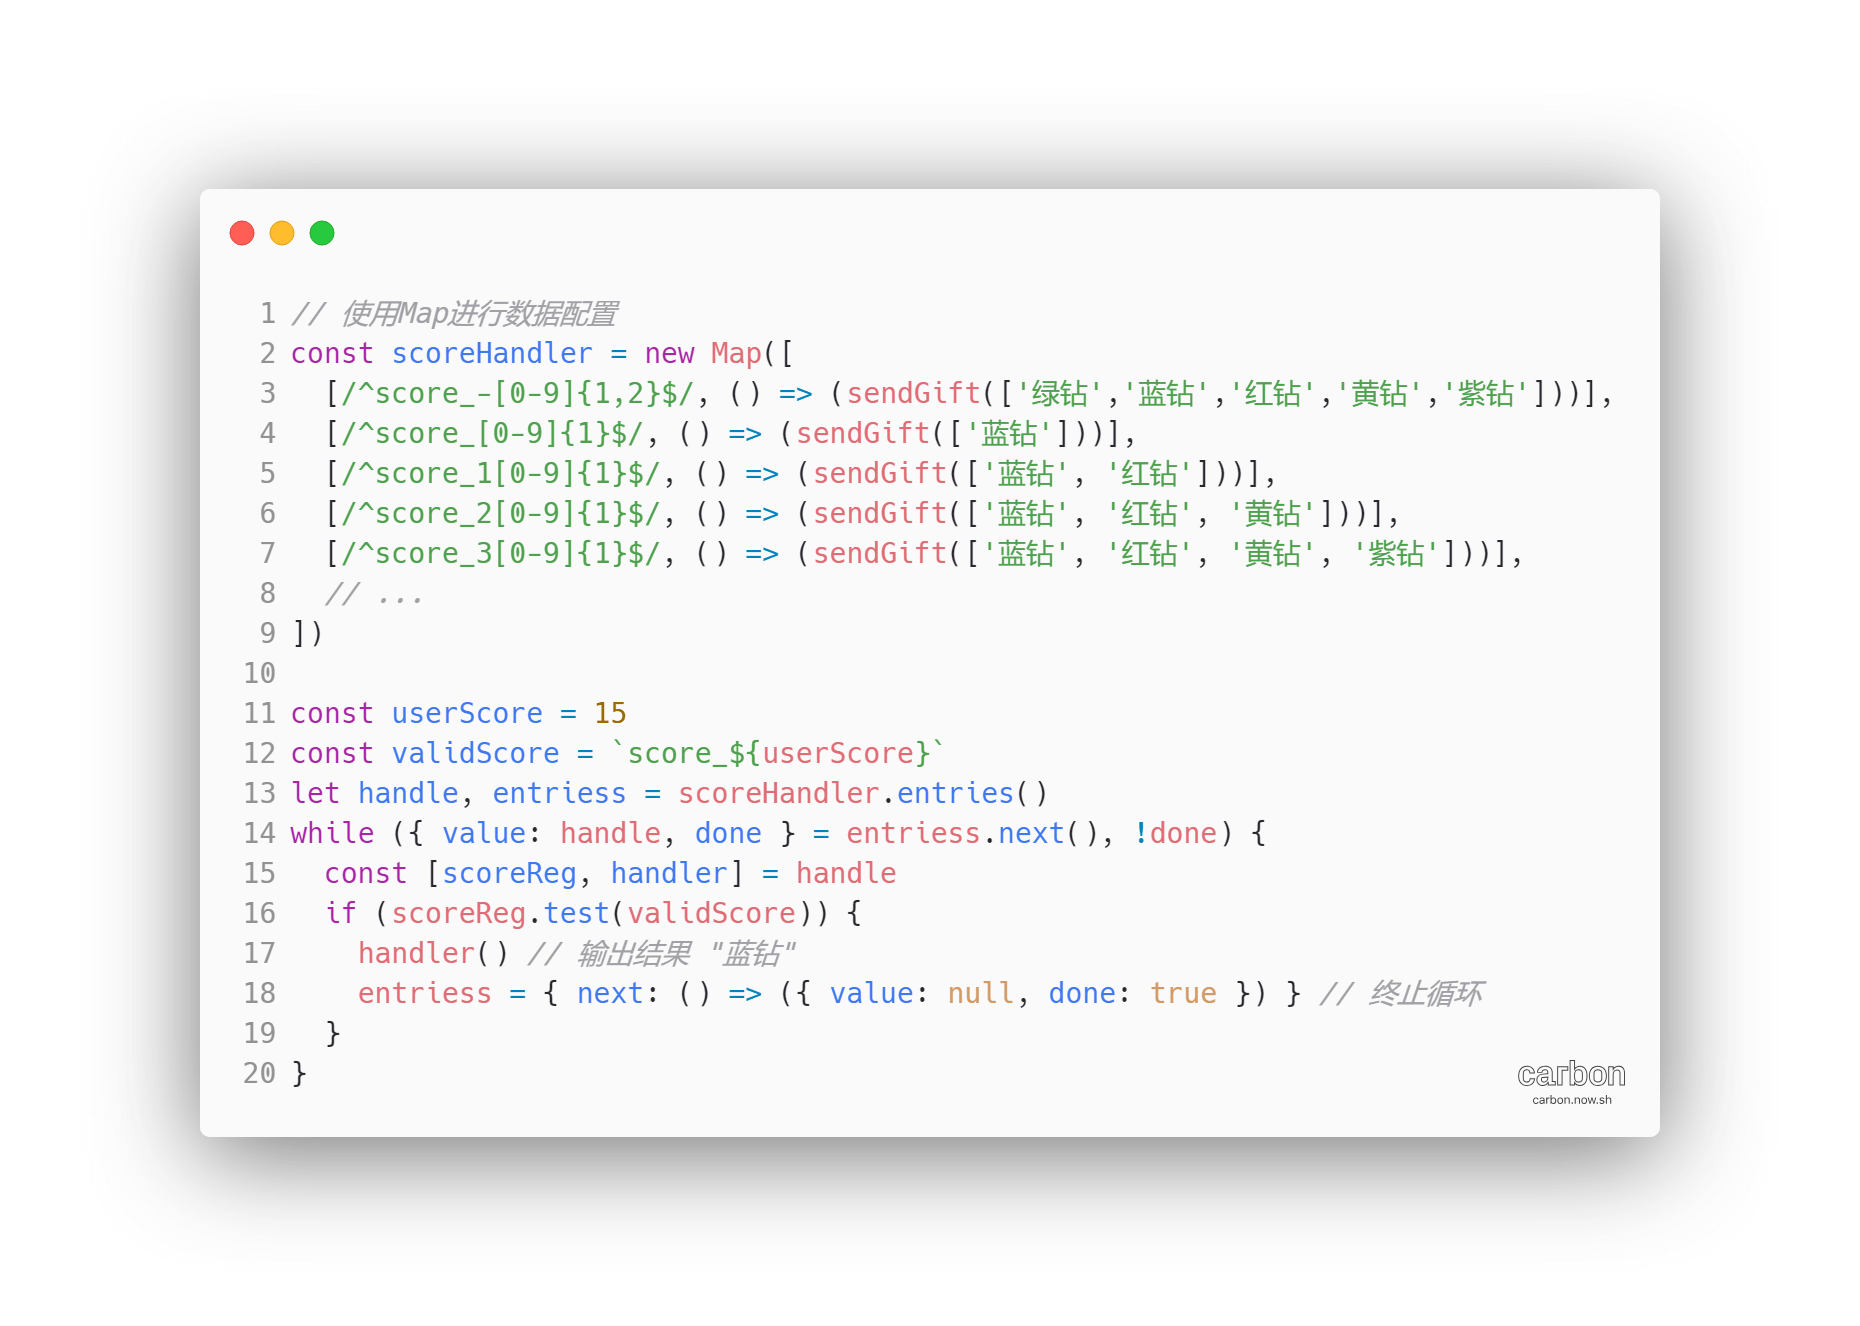 1 // 使用Map进行数据配置
2 const scoreHandler = new Map([
3   [/^score_-[0-9]{1,2}$/, () => (sendGift(['绿钻','蓝钻','红钻','黄钻','紫钻']))],
4   [/^score_[0-9]{1}$/, () => (sendGift(['蓝钻']))],
5   [/^score_1[0-9]{1}$/, () => (sendGift(['蓝钻', '红钻']))],
6   [/^score_2[0-9]{1}$/, () => (sendGift(['蓝钻', '红钻', '黄钻']))],
7   [/^score_3[0-9]{1}$/, () => (sendGift(['蓝钻', '红钻', '黄钻', '紫钻']))],
8   // ...
9 ])
10
11 const userScore = 15
12 const validScore = `score_${userScore}`
13 let handle, entriess = scoreHandler.entries()
14 while ({ value: handle, done } = entriess.next(), !done) {
15   const [scoreReg, handler] = handle
16   if (scoreReg.test(validScore)) {
17     handler() // 输出结果 "蓝钻"
18     entriess = { next: () => ({ value: null, done: true }) } // 终止循环
19   }
20 }
carbon
carbon.now.sh